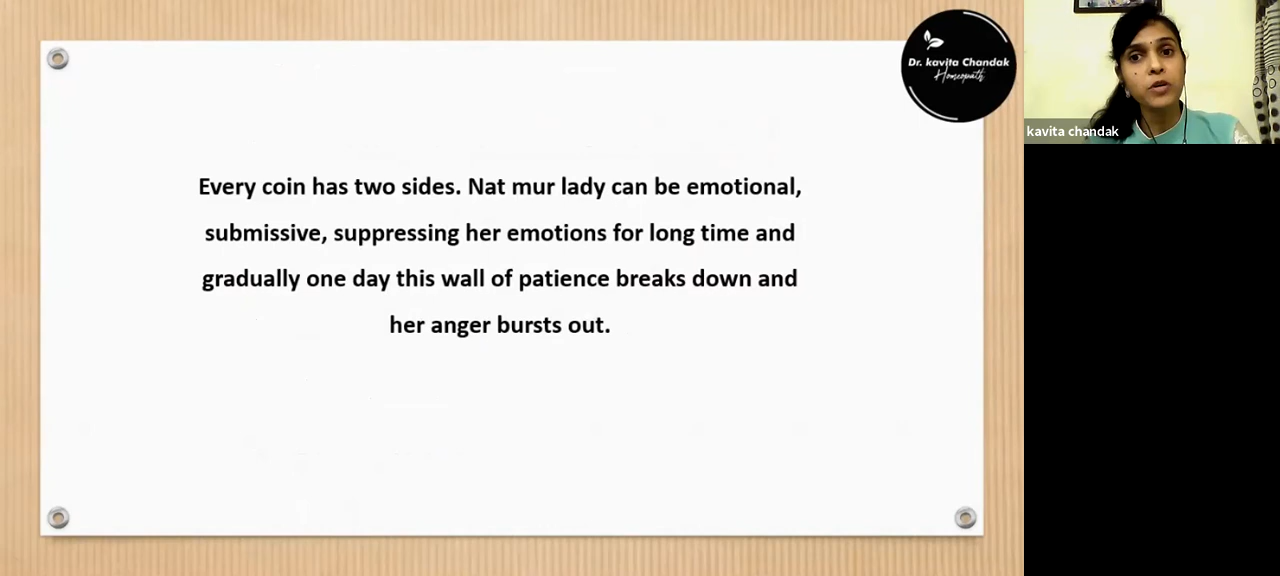 Dr. kavita Chandak
Homeopath
kavita chandak
Every coin has two sides. Nat mur lady can be emotional,
submissive, suppressing her emotions for long time and
gradually one day this wall of patience breaks down and
her anger bursts out.